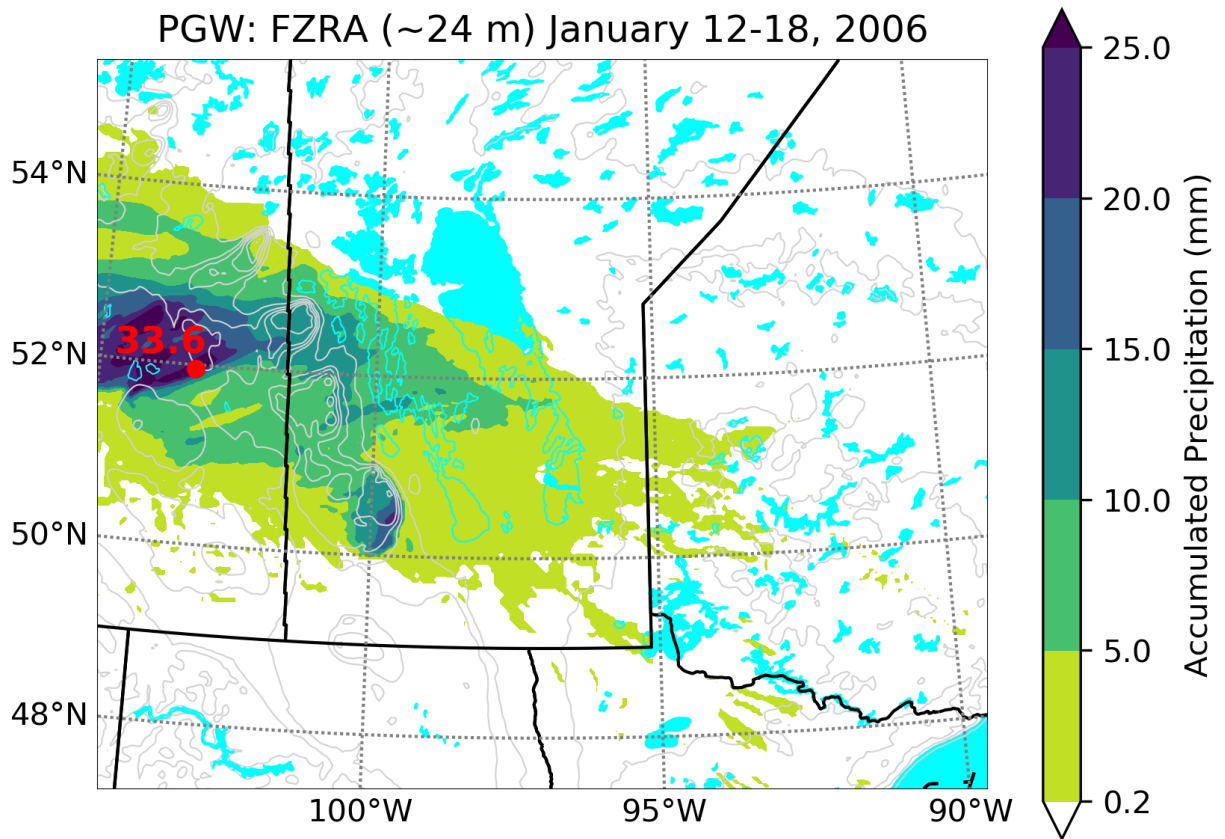 PGW: FZRA (~24 m) January 12-18, 2006
54°N
52°N
50°N
48°N
33.6
100°W
95°W
90°W
25.0
20.0
15.0
10.0
5.0
0.2
Accumulated Precipitation (mm)